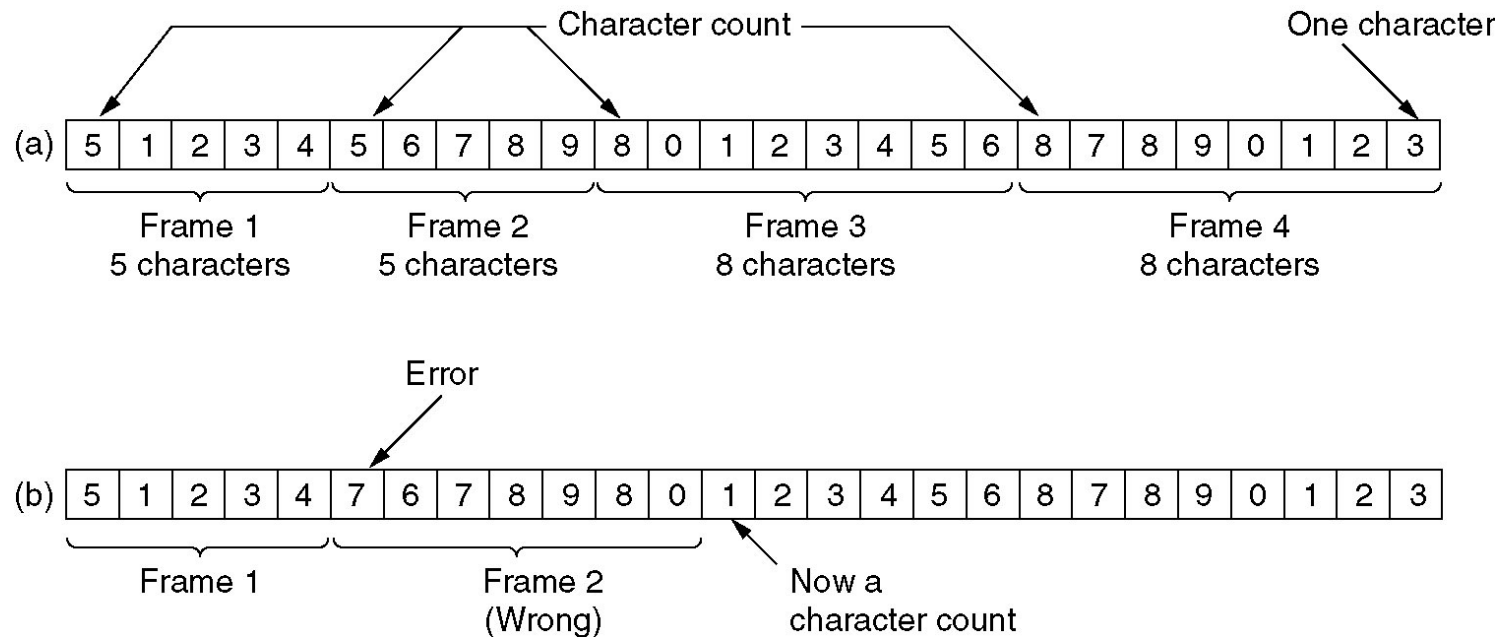 Character count
One character
(a) 5 1 2 3 4 5 6 7 8 9 8 0 1 2 3 4 5 6 8 7 8 9 0 1 2 3
Frame 1 Frame 2 Frame 3 Frame 4
5 characters 5 characters 8 characters 8 characters
Error
(b) 5 1 2 3 4 7 6 7 8 9 8 0 1 2 3 4 5 6 8 7 8 9 0 1 2 3
Frame 1 Frame 2 Now a
(Wrong) character count